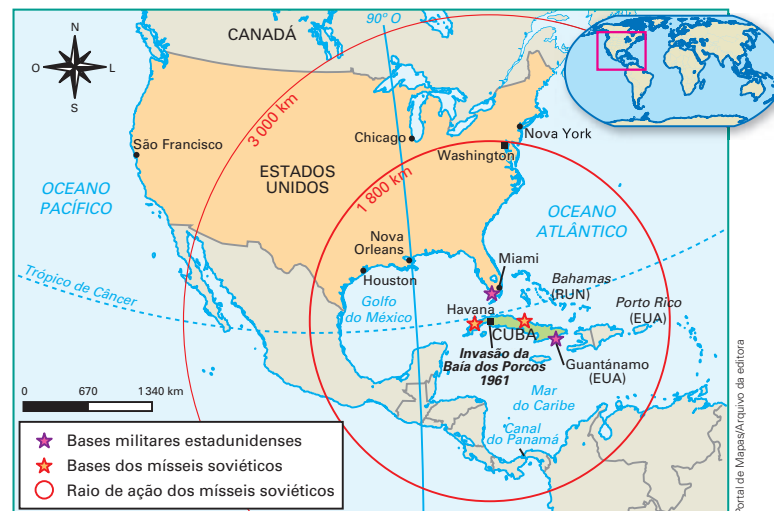 N
O L
S
CANADÁ
90° O
3 000 km
São Francisco
Chicago
Nova York
Washington
ESTADOS
UNIDOS
1 800 km
OCEANO
PACÍFICO
OCEANO
ATLÂNTICO
Nova
Orleans
Houston
Miami
Trópico de Câncer
Golfo
do México
Bahamas
(RUN)
Porto Rico
(EUA)
Havana
CUBA
Invasão da
Baía dos Porcos
1961
Guantánamo
(EUA)
Mar
do Caribe
Canal
do Panamá
0 670 1 340 km
Bases militares estadunidenses
Bases dos mísseis soviéticos
Raio de ação dos mísseis soviéticos
Portal de Mapas/Arquivo da editora